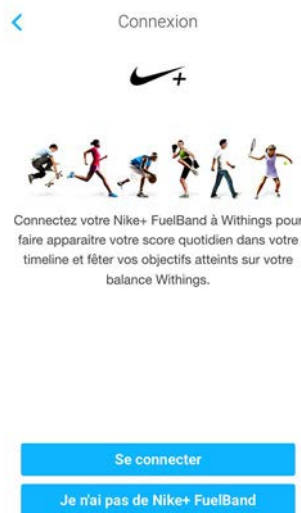 Connexion
+
Connectez votre Nike+ FuelBand à Withings pour
faire apparaitre votre score quotidien dans votre
timeline et fêter vos objectifs atteints sur votre
balance Withings.
Se connecter
Je n'ai pas de Nike+ FuelBand